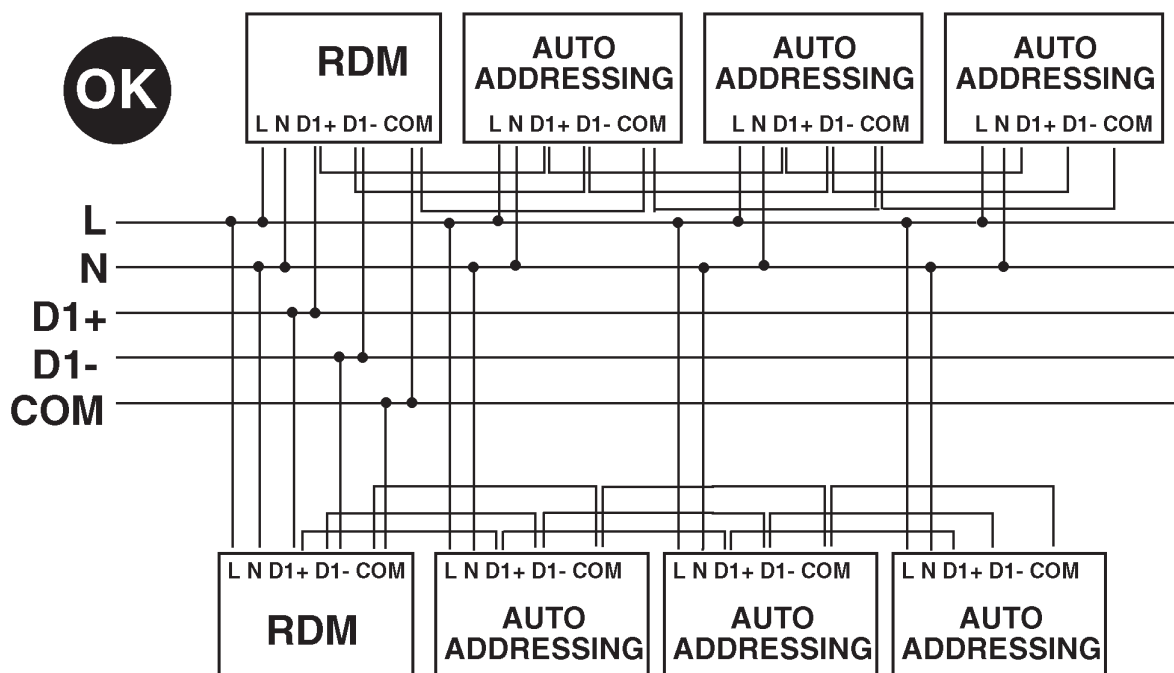 OK
RDM
L N D1+ D1- COM
AUTO
ADDRESSING
L N D1+ D1- COM
AUTO
ADDRESSING
L N D1+ D1- COM
AUTO
ADDRESSING
L N D1+ D1- COM
L
N
D1+
D1-
COM
L N D1+ D1- COM
RDM
L N D1+ D1- COM
AUTO
ADDRESSING
L N D1+ D1- COM
AUTO
ADDRESSING
L N D1+ D1- COM
AUTO
ADDRESSING